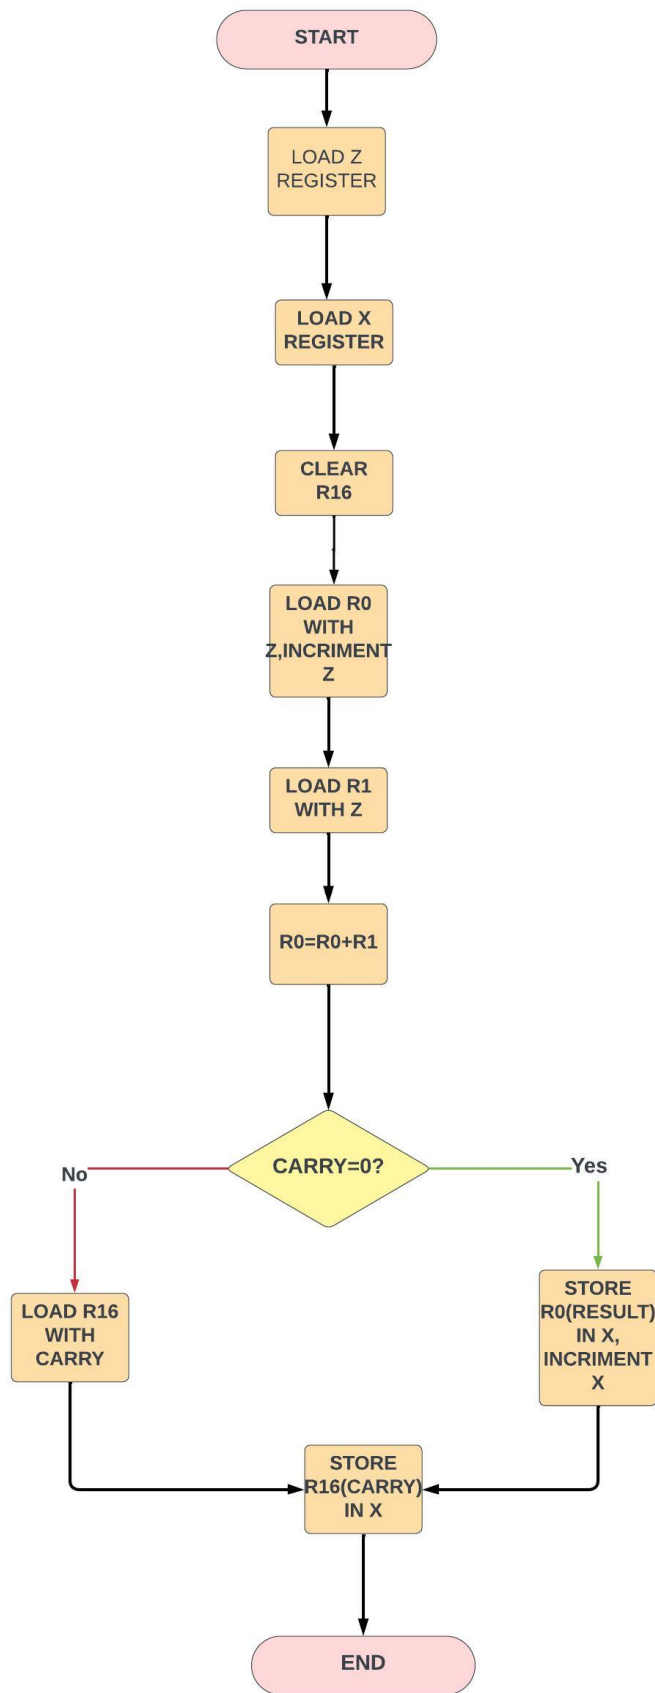 START
LOAD Z
REGISTER
LOAD X
REGISTER
CLEAR
R16
LOAD R0
WITH
Z,INCRIMENT
Z
LOAD R1
WITH Z
R0=R0+R1
CARRY=0?
No
Yes
LOAD R16
WITH
CARRY
STORE
R0(RESULT)
IN X,
INCRIMENT
X
STORE
R16(CARRY)
IN X
END